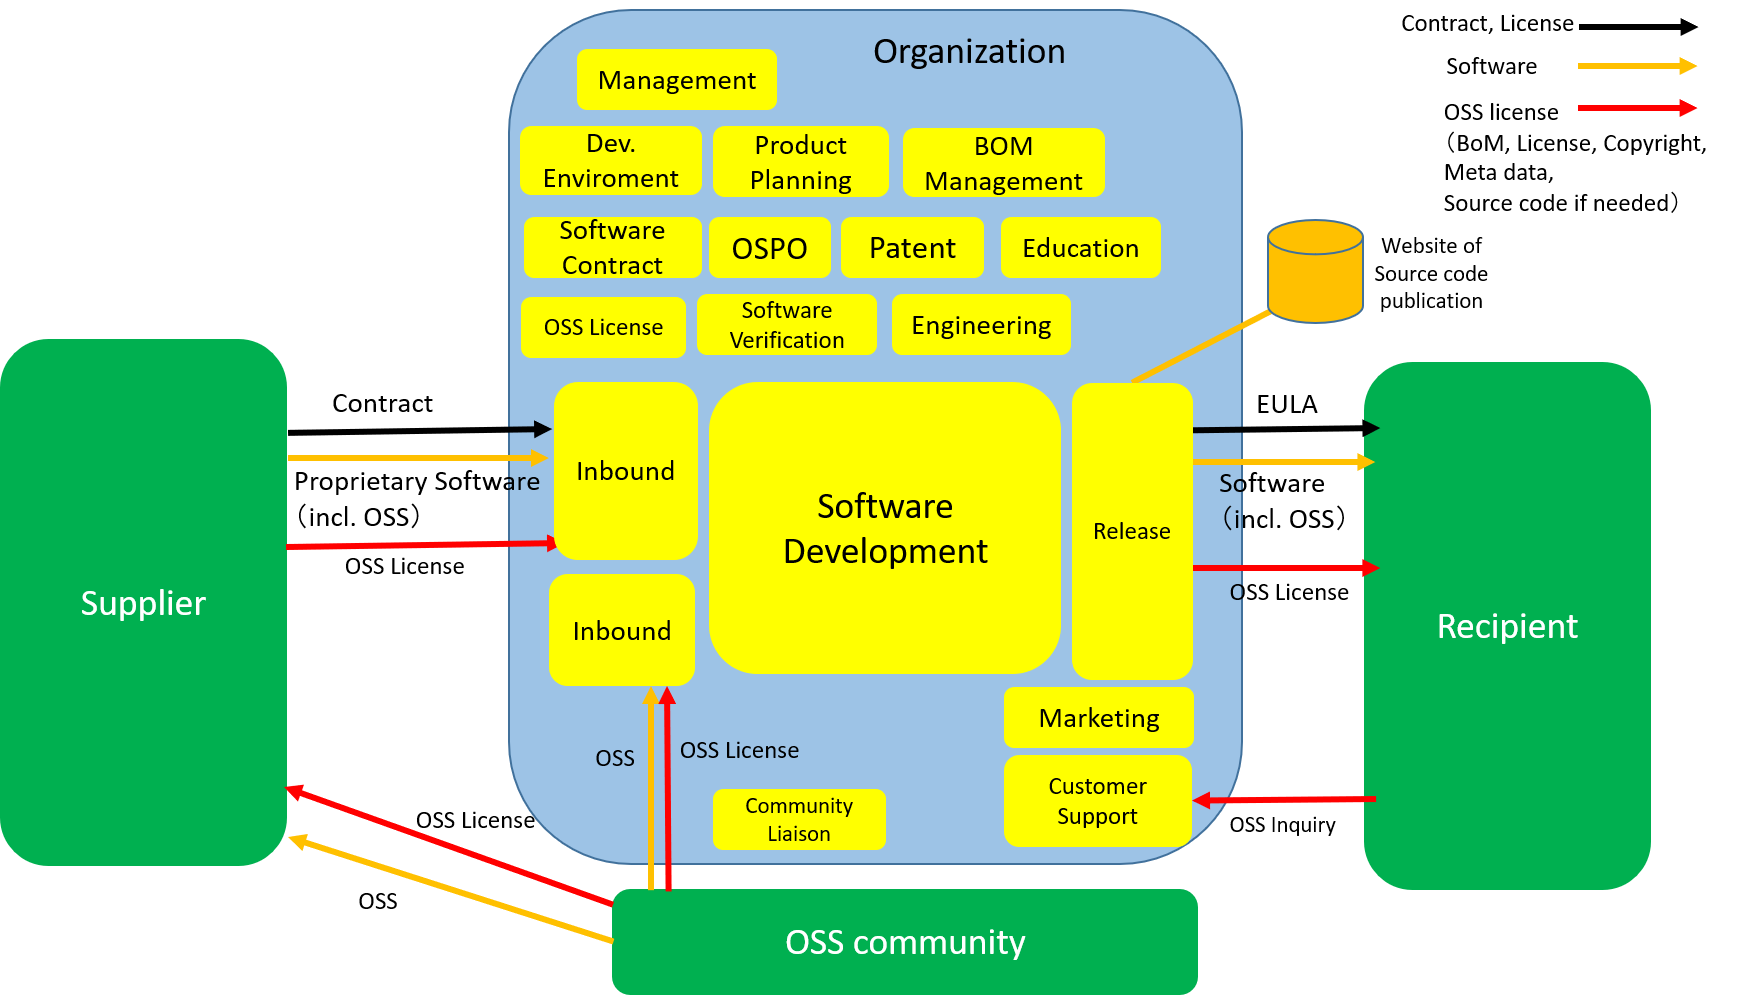 Organization
Management
Dev.
Enviroment
Product
Planning
BOM
Management
Software
Contract
OSPO
Patent
Education
OSS License
Software
Verification
Engineering
Contract, License
Software
OSS license
（BoM, License, Copyright,
Meta data,
Source code if needed）
Website of
Source code
publication
Supplier
Contract
Proprietary Software
（incl. OSS）
OSS License
Inbound
Inbound
Software
Development
Release
EULA
Software
（incl. OSS）
OSS License
Recipient
Marketing
Customer
Support
OSS Inquiry
OSS
OSS License
Community
Liaison
OSS License
OSS
OSS community